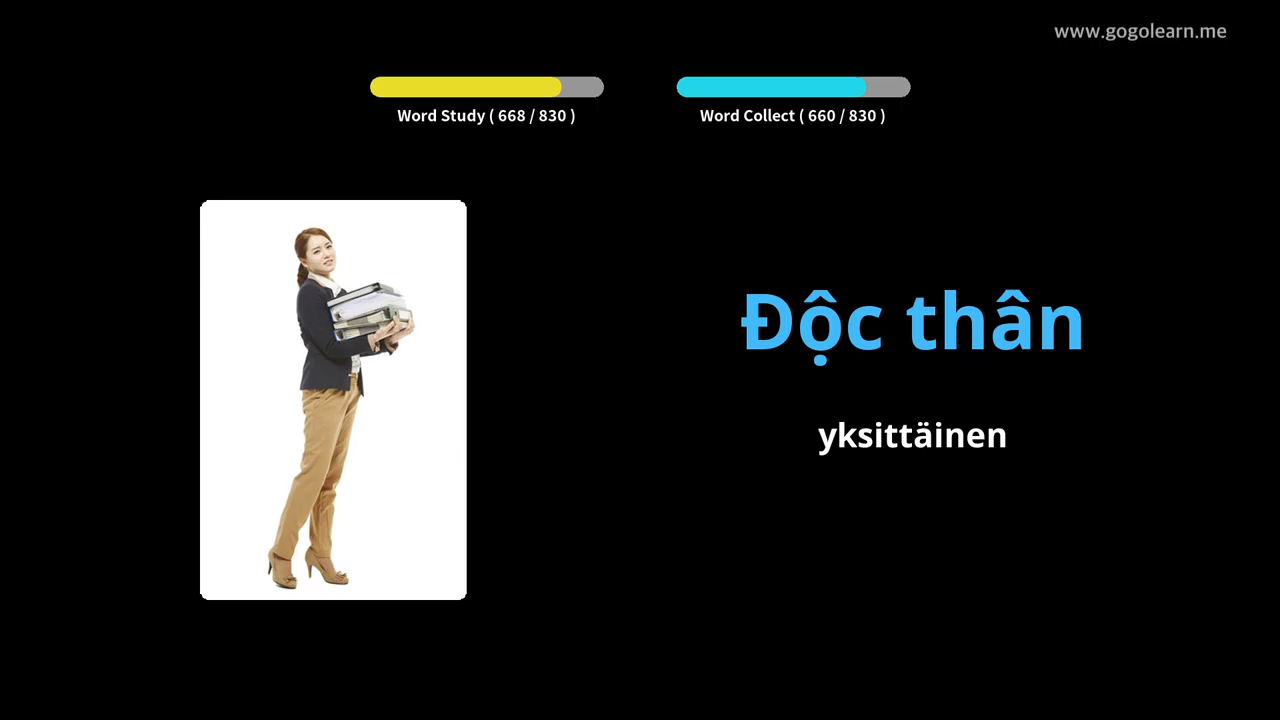 www.gogolearn.me
Word Study ( 668 / 830 )
Word Collect ( 660 / 830 )
Độc thân
yksittäinen